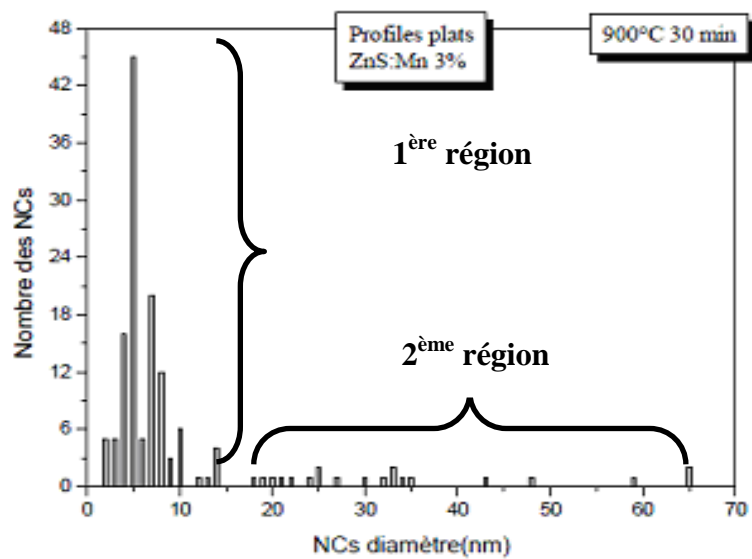 48
42
36
30
24
18
12
6
0
Nombre des NCs
Profiles plats
ZnS:Mn 3%
900°C 30 min
1ère région
2ème région
0 10 20 30 40 50 60 70
NCs diamètre(nm)